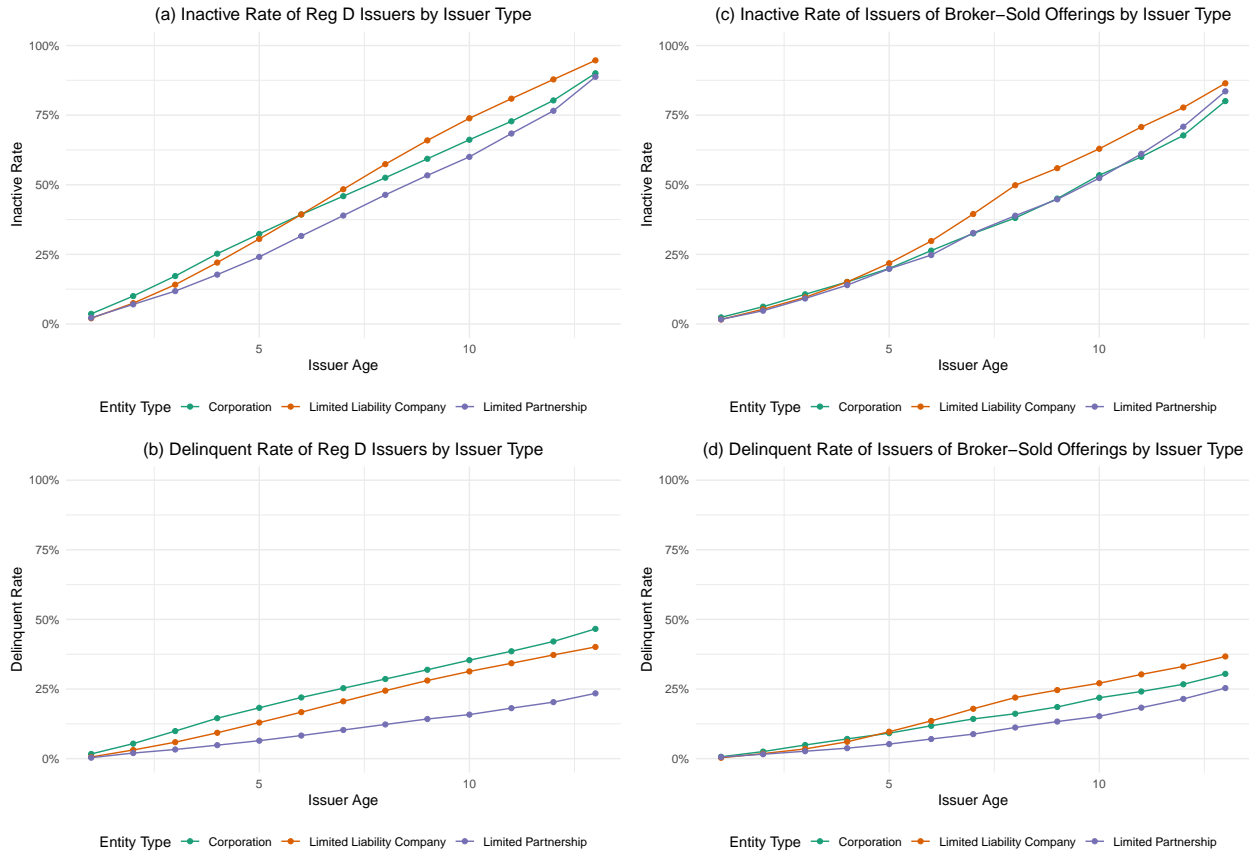 (a) Inactive Rate of Reg D Issuers by Issuer Type
100%
75%
50%
25%
0%
Inactive Rate
5
10
Issuer Age
Entity Type Corporation Limited Liability Company Limited Partnership
(c) Inactive Rate of Issuers of Broker−Sold Offerings by Issuer Type
100%
75%
50%
25%
0%
Inactive Rate
5
10
Issuer Age
Entity Type Corporation Limited Liability Company Limited Partnership
(b) Delinquent Rate of Reg D Issuers by Issuer Type
100%
75%
50%
25%
0%
Delinquent Rate
5
10
Issuer Age
Entity Type Corporation Limited Liability Company Limited Partnership
(d) Delinquent Rate of Issuers of Broker−Sold Offerings by Issuer Type
100%
75%
50%
25%
0%
Delinquent Rate
5
10
Issuer Age
Entity Type Corporation Limited Liability Company Limited Partnership